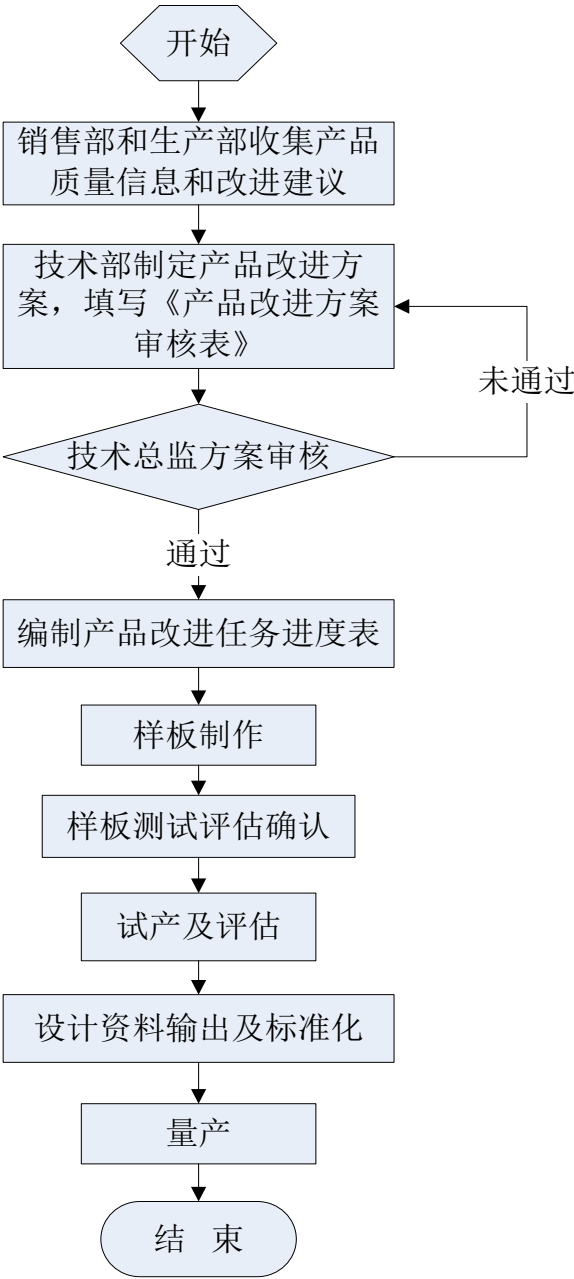 开始
销售部和生产部收集产品
质量信息和改进建议
技术部制定产品改进方
案，填写《产品改进方案
审核表》
未通过
技术总监方案审核
通过
编制产品改进任务进度表
样板制作
样板测试评估确认
试产及评估
设计资料输出及标准化
量产
结 束